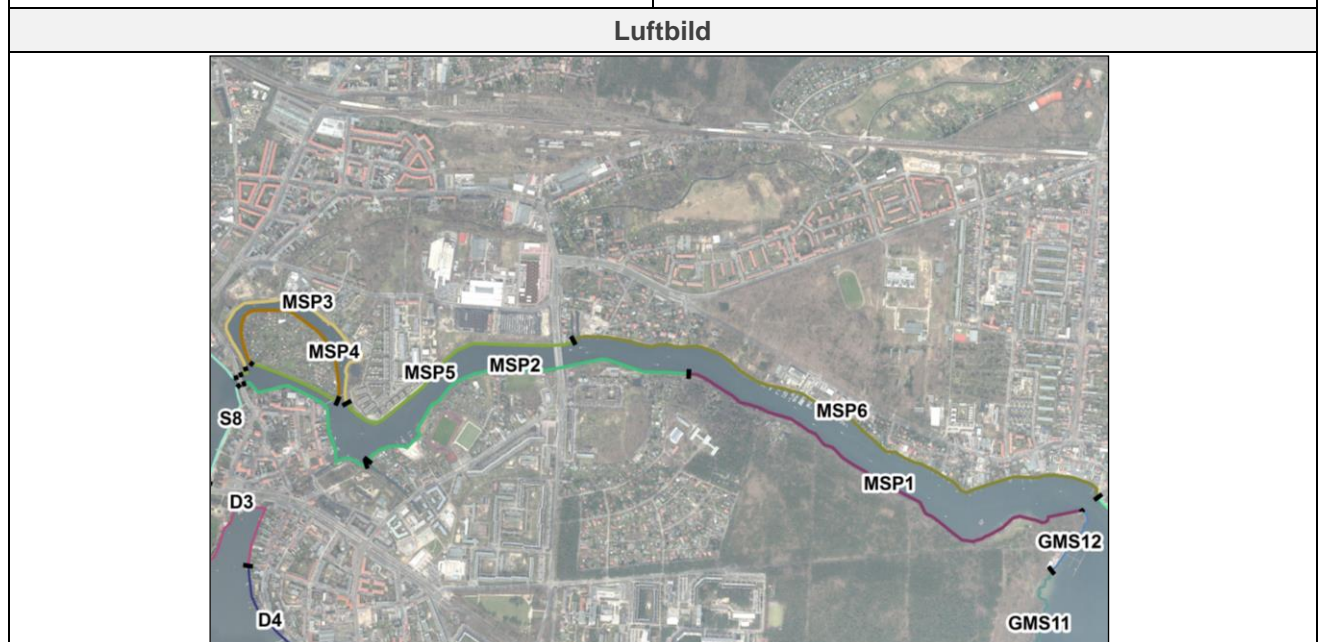 Luftbild
MSP3
MSP4
MSP5
MSP2
S8
MSP6
MSP1
D3
GMS12
D4
GMS11